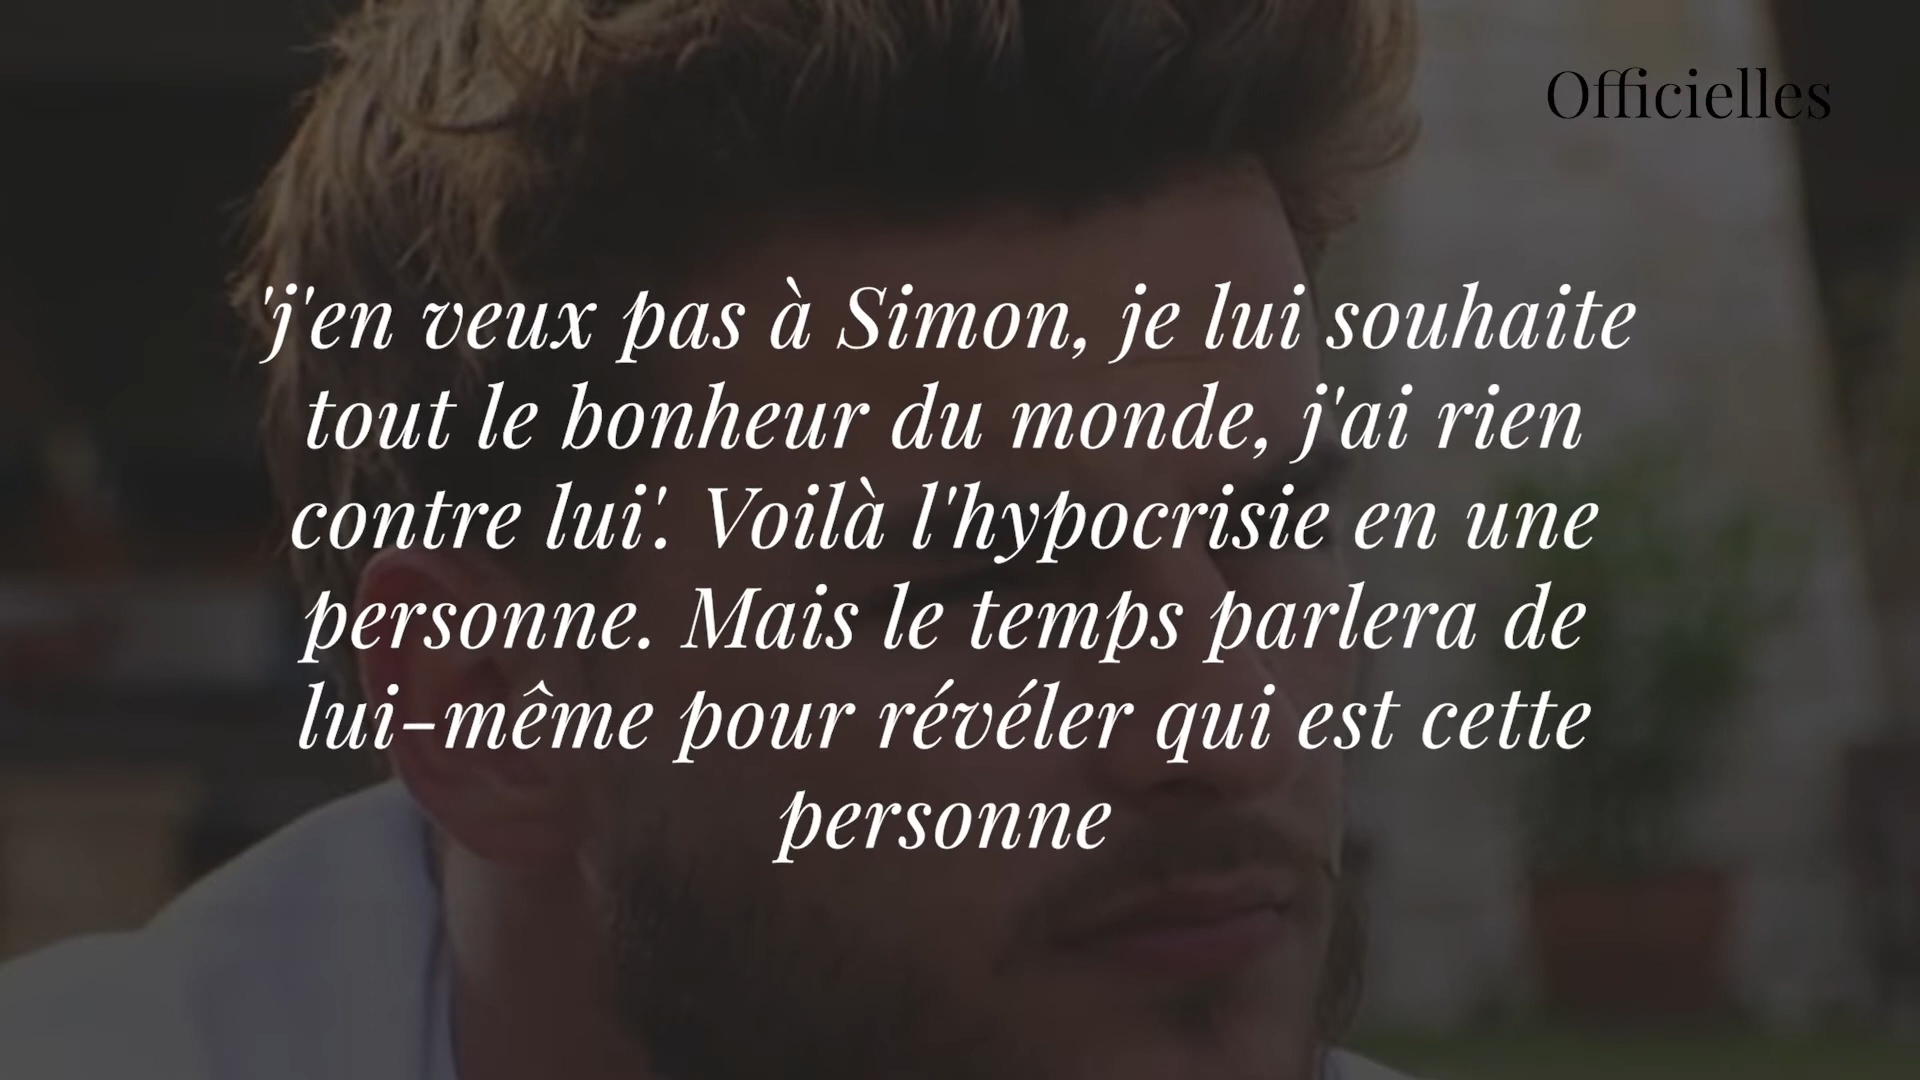 Officielles
'j'en veux pas à Simon, je lui souhaite
tout le bonheur du monde, j'ai rien
contre lui'. Voilà l'hypocrisie en une
personne. Mais le temps parlera de
lui-même pour révéler qui est cette
personne